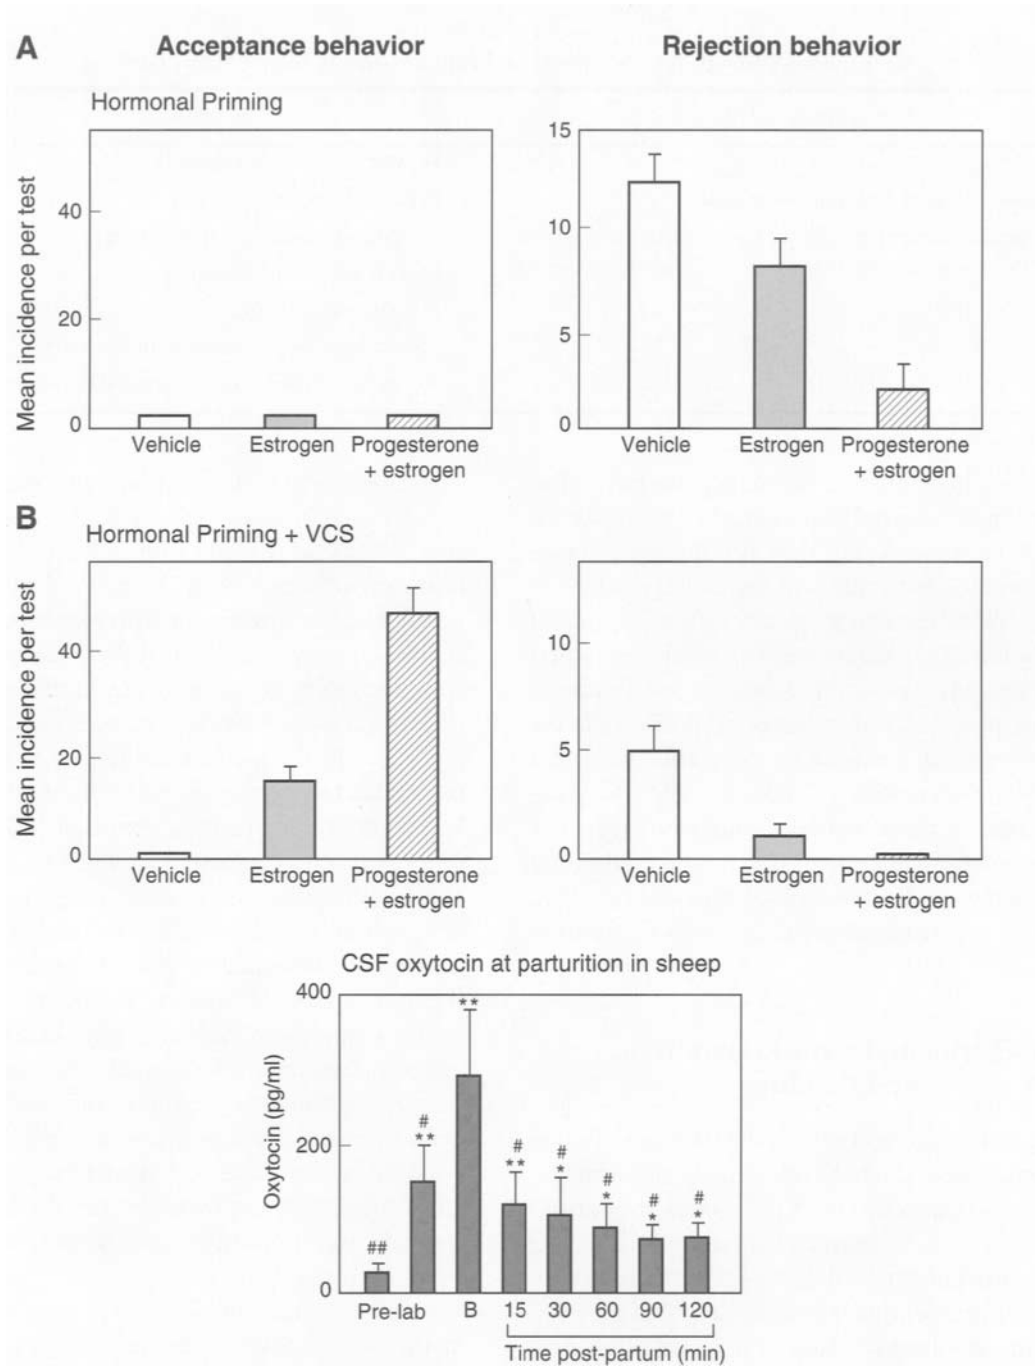 A
Acceptance behavior
Rejection behavior
Hormonal Priming
Mean incidence per test
40
20
0
Vehicle
Estrogen
Progesterone
+ estrogen
15
10
5
0
Vehicle
Estrogen
Progesterone
+ estrogen
B
Hormonal Priming + VCS
Mean incidence per test
40
20
0
Vehicle
Estrogen
Progesterone
+ estrogen
10
5
0
Vehicle
Estrogen
Progesterone
+ estrogen
CSF oxytocin at parturition in sheep
Oxytocin (pg/ml)
400
200
0
##
#
**
**
#
**
#
*
#
*
#
*
#
*
Pre-lab
B
15
30
60
90
120
Time post-partum (min)